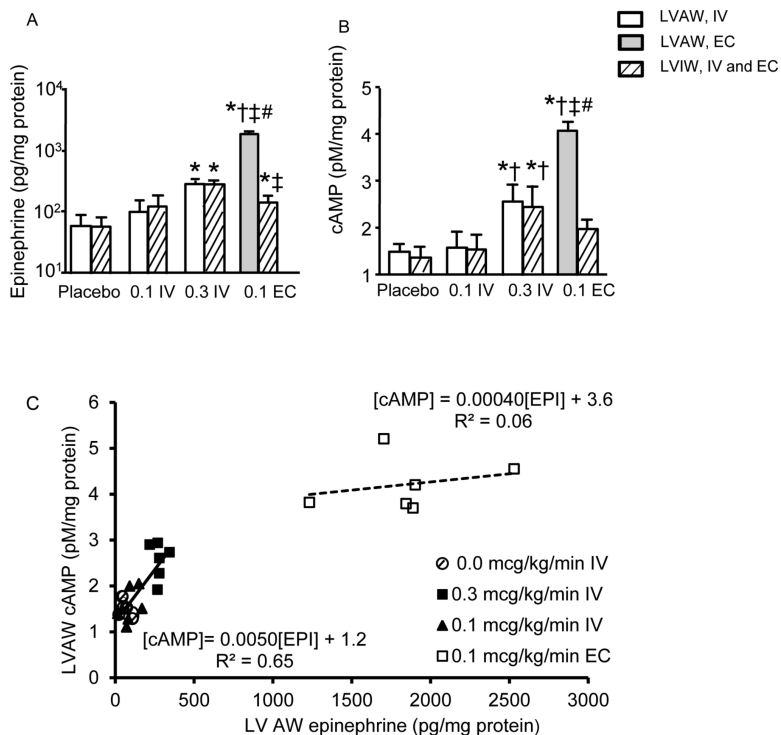 A
B
LVAW, IV
LVAW, EC
LVIW, IV and EC
Epinephrine (pg/mg protein)
10⁴
10³
10²
10¹
*†‡#
* *
*‡
Placebo 0.1 IV 0.3 IV 0.1 EC
cAMP (pM/mg protein)
5
4
3
2
1
*†‡#
*† *†
Placebo 0.1 IV 0.3 IV 0.1 EC
C
LVAW cAMP (pM/mg protein)
6
5
4
3
2
1
0
[cAMP] = 0.00040[EPI] + 3.6
R² = 0.06
0.0 mcg/kg/min IV
0.3 mcg/kg/min IV
0.1 mcg/kg/min IV
0.1 mcg/kg/min EC
[cAMP]= 0.0050[EPI] + 1.2
R² = 0.65
0 500 1000 1500 2000 2500 3000
LV AW epinephrine (pg/mg protein)